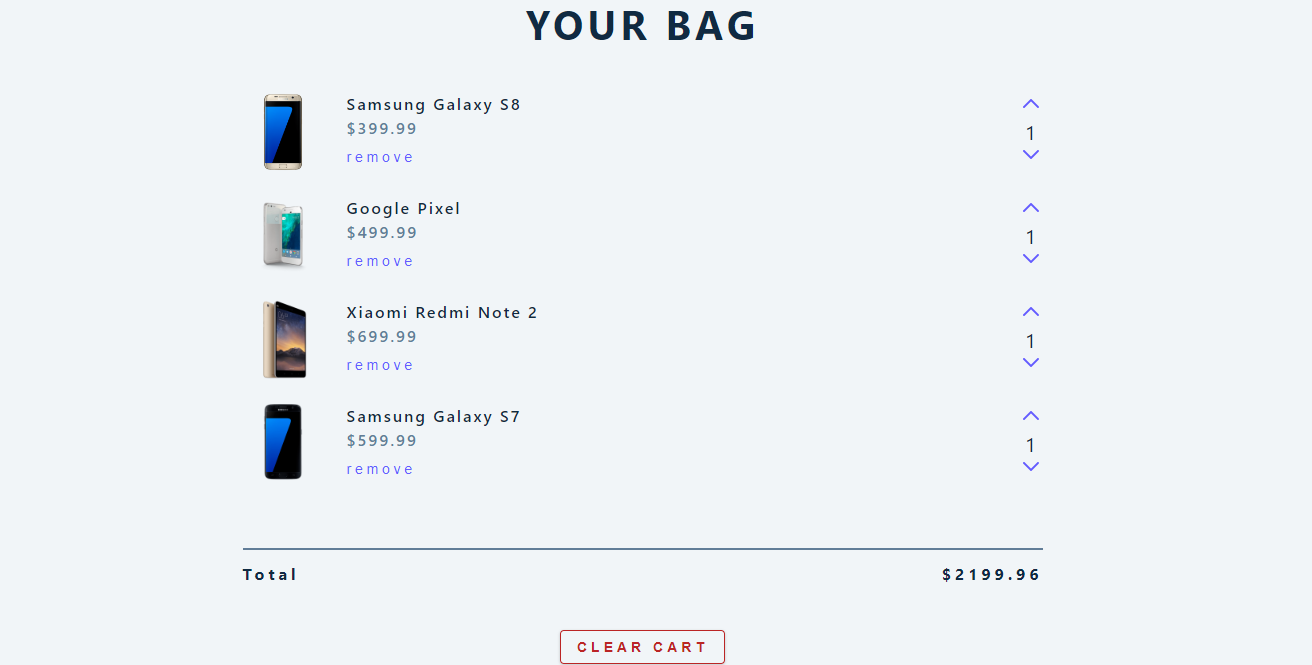 YOUR BAG
Samsung Galaxy S8
$399.99
remove
1
Google Pixel
$499.99
remove
1
Xiaomi Redmi Note 2
$699.99
remove
1
Samsung Galaxy S7
$599.99
remove
1
Total $2199.96
CLEAR CART